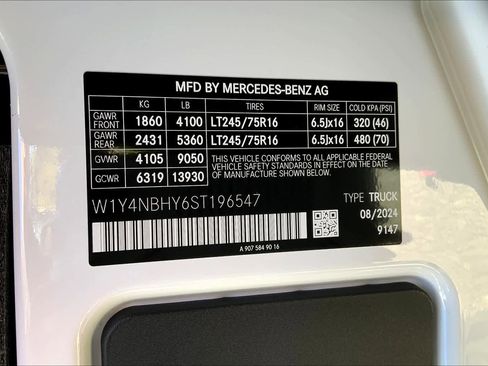 MFD BY MERCEDES-BENZ AG
KG LB TIRES RIM SIZE COLD KPA (PSI)
GAWR FRONT 1860 4100 LT245/75R16 6.5Jx16 320 (46)
GAWR REAR 2431 5360 LT245/75R16 6.5Jx16 480 (70)
GVWR 4105 9050
GCWR 6319 13930
THIS VEHICLE CONFORMS TO ALL APPLICABLE FEDERAL
MOTOR VEHICLE SAFETY STANDARDS IN EFFECT ON THE DATE
OF MANUFACTURE SHOWN BELOW.
W1Y4NBHY6ST196547
TYPE TRUCK
08/2024
9147
A 907 584 90 16